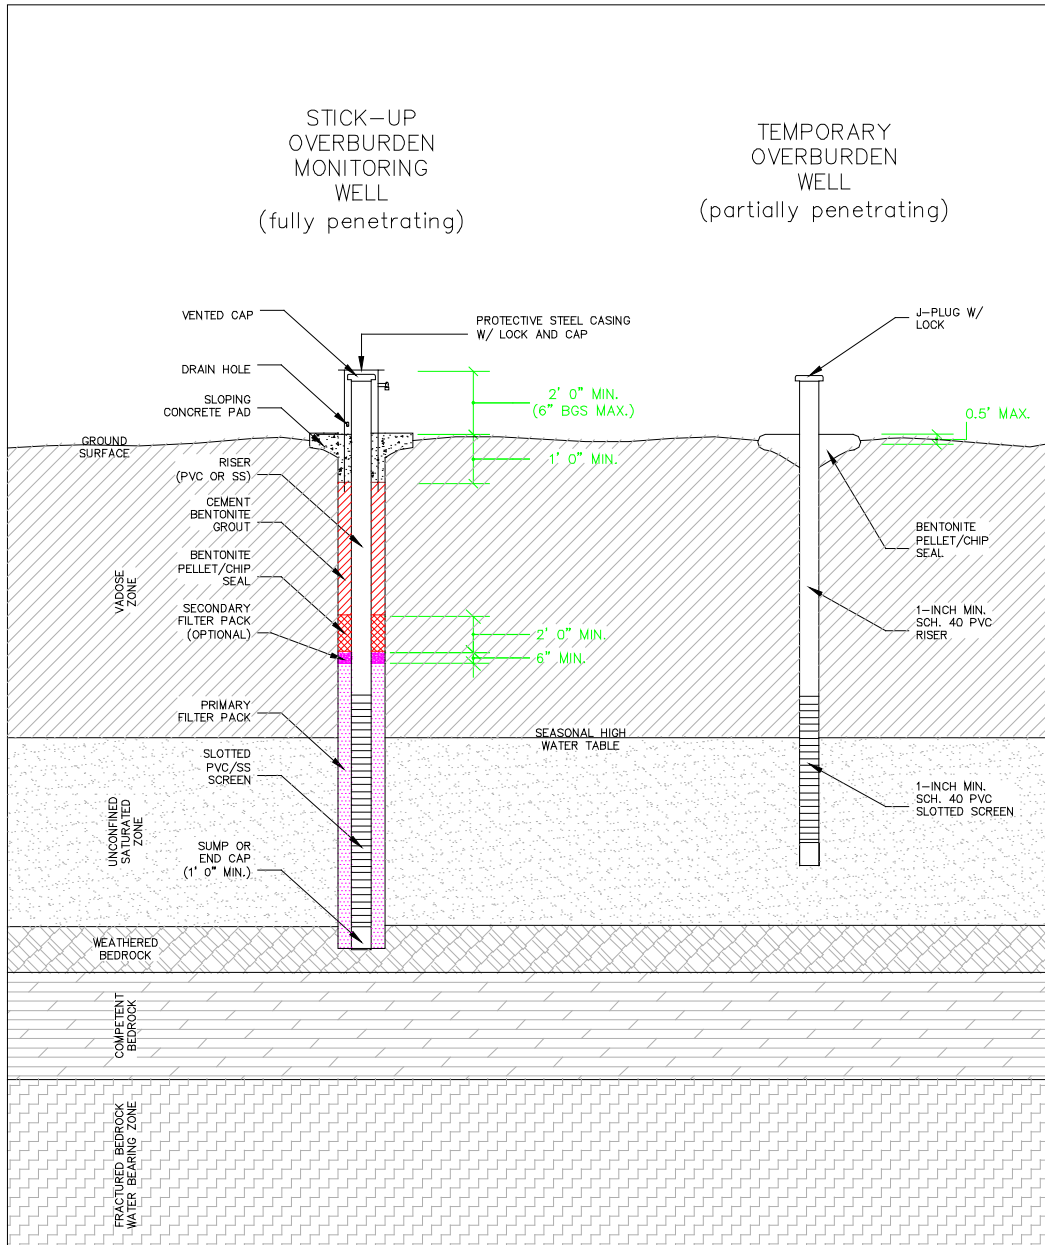 STICK-UP
OVERBURDEN
MONITORING
WELL
(fully penetrating)
TEMPORARY
OVERBURDEN
WELL
(partially penetrating)
VENTED CAP
PROTECTIVE STEEL CASING
W/ LOCK AND CAP
DRAIN HOLE
SLOPING
CONCRETE PAD
2' 0" MIN.
(6" BGS MAX.)
GROUND
SURFACE
1' 0" MIN.
RISER
(PVC OR SS)
CEMENT
BENTONITE
GROUT
BENTONITE
PELLET/CHIP
SEAL
SECONDARY
FILTER PACK
(OPTIONAL)
2' 0" MIN.
6" MIN.
PRIMARY
FILTER PACK
SLOTTED
PVC/SS
SCREEN
SUMP OR
END CAP
(1' 0" MIN.)
J-PLUG W/
LOCK
0.5' MAX.
BENTONITE
PELLET/CHIP
SEAL
1-INCH MIN.
SCH. 40 PVC
RISER
SEASONAL HIGH
WATER TABLE
1-INCH MIN.
SCH. 40 PVC
SLOTTED SCREEN
VADOSE
ZONE
UNCONFINED
SATURATED
ZONE
WEATHERED
BEDROCK
COMPETENT
BEDROCK
FRACTURED BEDROCK
WATER BEARING ZONE